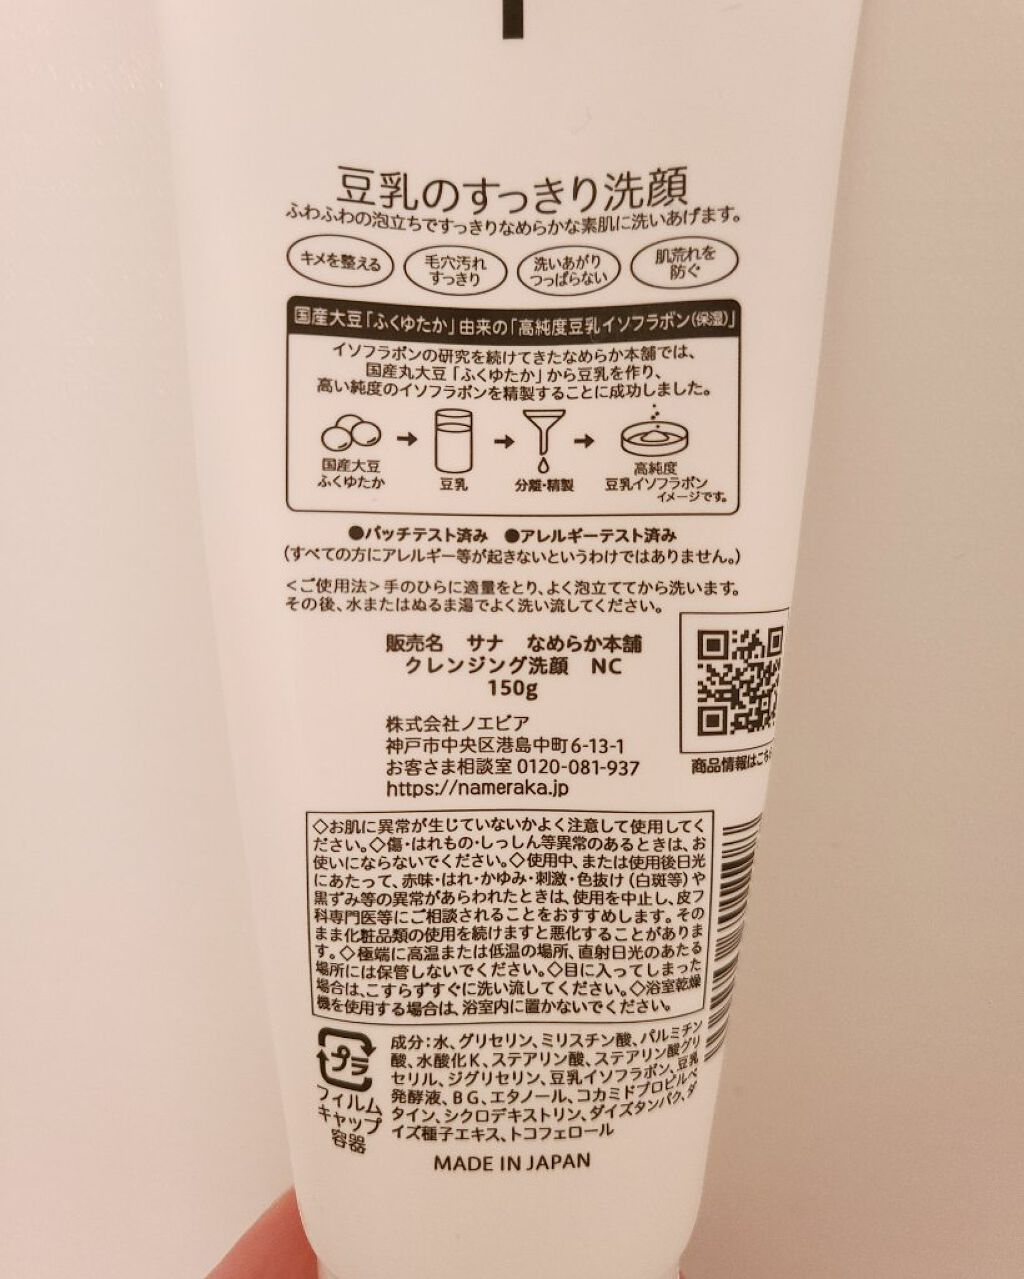 豆乳のすっきり洗顔
ふわふわの泡立ちですっきりなめらかな素肌に洗いあげます。
キメを整える
毛穴汚れ
すっきり
洗いあがり
つっぱらない
肌荒れを
防ぐ
国産大豆「ふくゆたか」由来の「高純度豆乳イソフラボン(保湿)」
イソフラボンの研究を続けてきたなめらか本舗では、
国産丸大豆「ふくゆたか」から豆乳を作り、
高い純度のイソフラボンを精製することに成功しました。
国産大豆
ふくゆたか
豆乳
分離・精製
高純度
豆乳イソフラボン
イメージです。
●パッチテスト済み ●アレルギーテスト済み
(すべての方にアレルギー等が起きないというわけではありません。)
<ご使用法>手のひらに適量をとり、よく泡立ててから洗います。
その後、水またはぬるま湯でよく洗い流してください。
販売名 サナ なめらか本舗
クレンジング洗顔 NC
150g
株式会社ノエビア
神戸市中央区港島中町6-13-1
お客さま相談室 0120-081-937
https://nameraka.jp
商品情報はこち
◇お肌に異常が生じていないかよく注意して使用してく
ださい。◇傷・はれもの・しっしん等異常のあるときは、お
使いにならないでください。◇使用中、または使用後日光
にあたって、赤味・はれ・かゆみ・刺激・色抜け(白斑等)や
黒ずみ等の異常があらわれたときは、使用を中止し、皮フ
科専門医等にご相談されることをおすすめします。その
まま化粧品類の使用を続けますと悪化することがありま
す。◇極端に高温または低温の場所、直射日光のあたる
場所には保管しないでください。◇目に入ってしまった
場合は、こすらずすぐに洗い流してください。◇浴室乾燥
機を使用する場合は、浴室内に置かないでください。
プラ
フィルム
キャップ
容器
成分:水、グリセリン、ミリスチン酸、パルミチン
酸、水酸化K、ステアリン酸、ステアリン酸グリ
セリル、ジグリセリン、豆乳イソフラボン、豆乳
発酵液、BG、エタノール、コカミドプロピルベ
タイン、シクロデキストリン、ダイズタンパク、ダ
イズ種子エキス、トコフェロール
MADE IN JAPAN